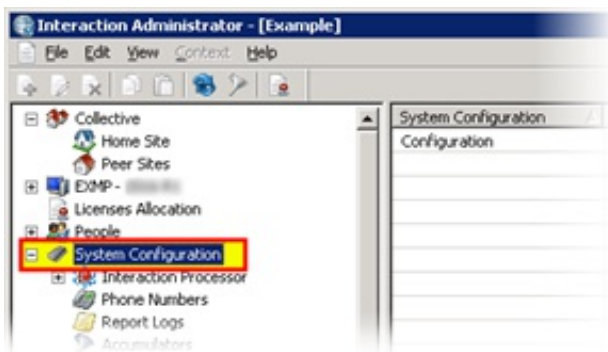 Interaction Administrator - [Example]
File Edit View Context Help
Collective
Home Site
Peer Sites
EXMP -
Licenses Allocation
People
System Configuration
Interaction Processor
Phone Numbers
Report Logs
Accumulators
System Configuration
Configuration